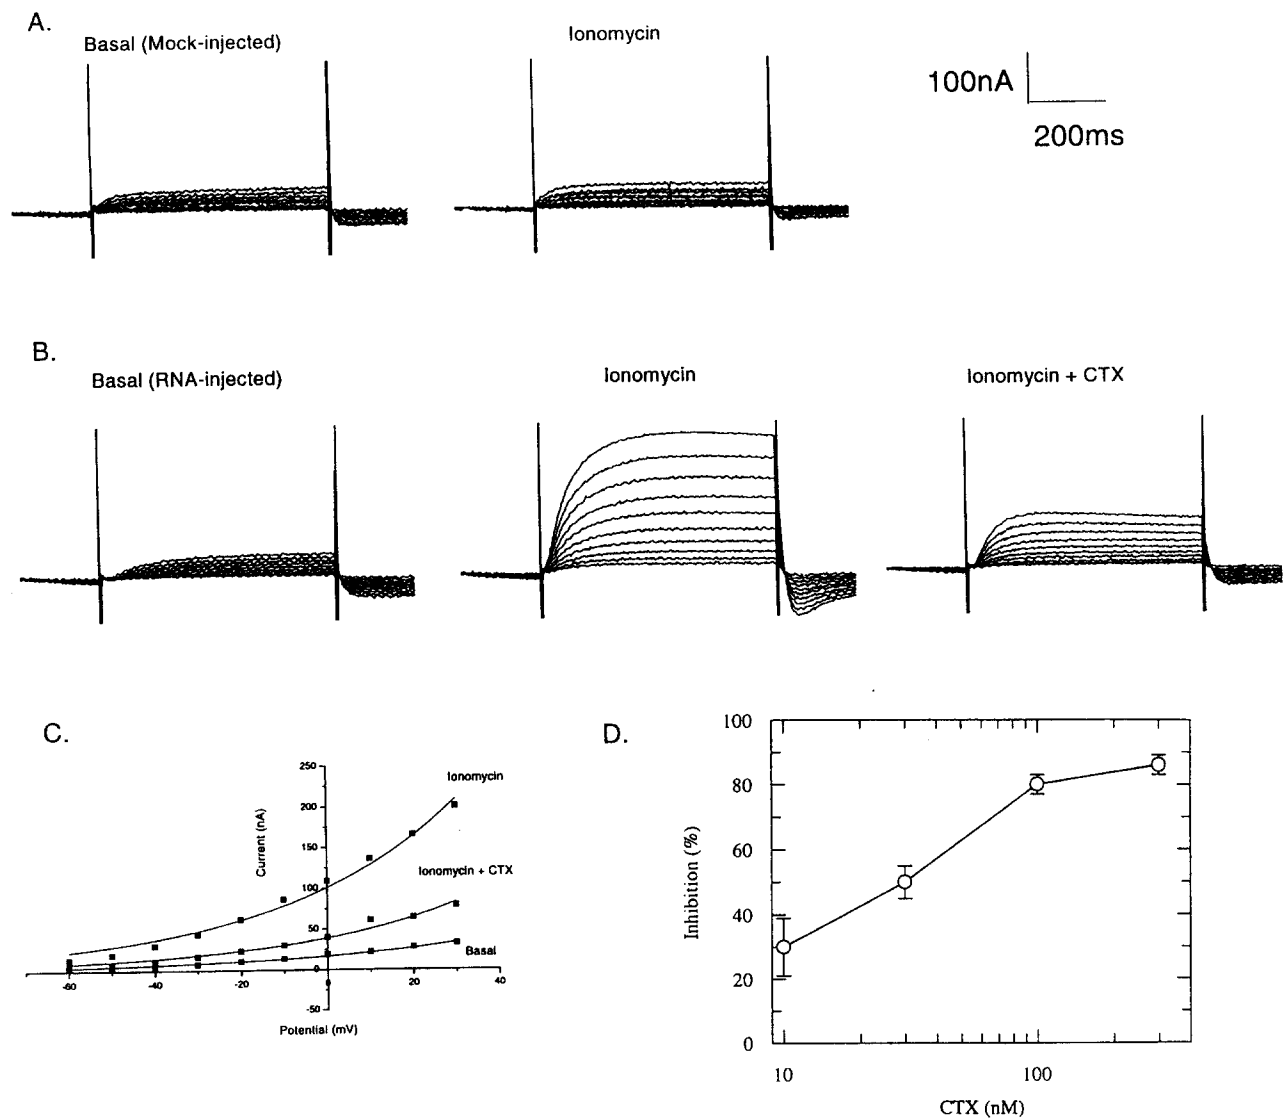 A.
Basal (Mock-injected)
Ionomycin
100nA
200ms
B.
Basal (RNA-injected)
Ionomycin
Ionomycin + CTX
C.
250
200
150
100
50
0
-50
-60
-40
-20
0
20
40
Current (nA)
Potential (mV)
Ionomycin
Ionomycin + CTX
Basal
D.
100
80
60
40
20
0
10
100
Inhibition (%)
CTX (nM)